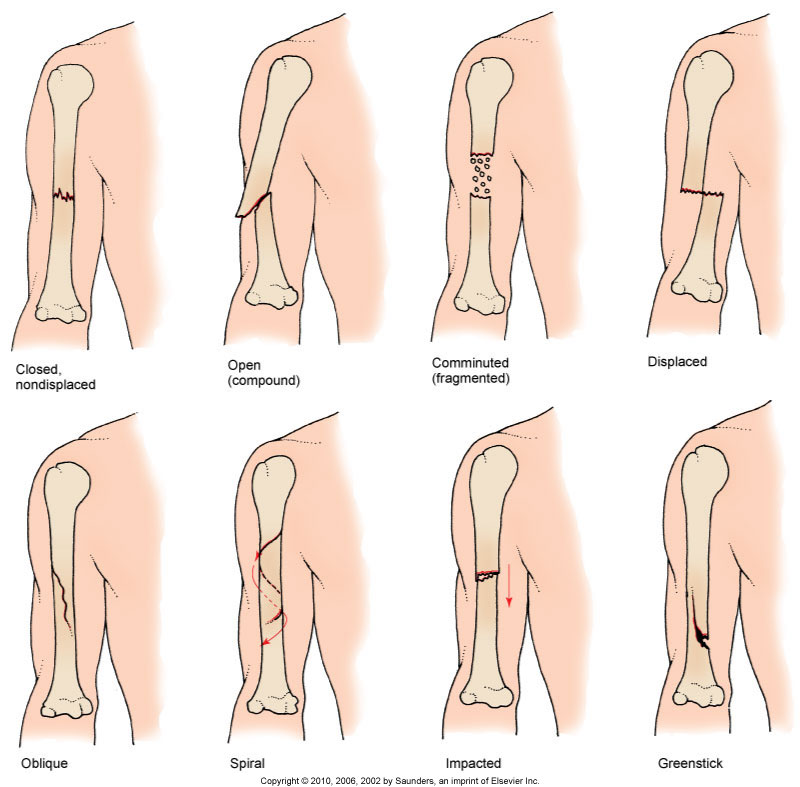 Closed,
nondisplaced
Open
(compound)
Comminuted
(fragmented)
Displaced
Oblique
Spiral
Impacted
Greenstick
Copyright © 2010, 2006, 2002 by Saunders, an imprint of Elsevier Inc.